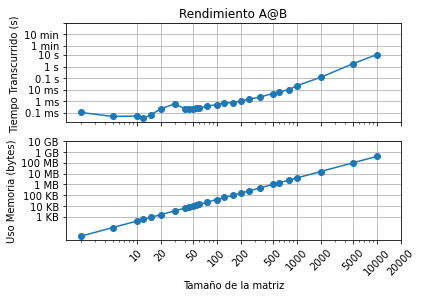 Rendimiento A@B
Tiempo Transcurrido (s)
10 min
1 min
10 s
1 s
0.1 s
10 ms
1 ms
0.1 ms
Uso Memoria (bytes)
10 GB
1 GB
100 MB
10 MB
1 MB
100 KB
10 KB
1 KB
10 20 50 100 200 500 1000 2000 5000 10000 20000
Tamaño de la matriz